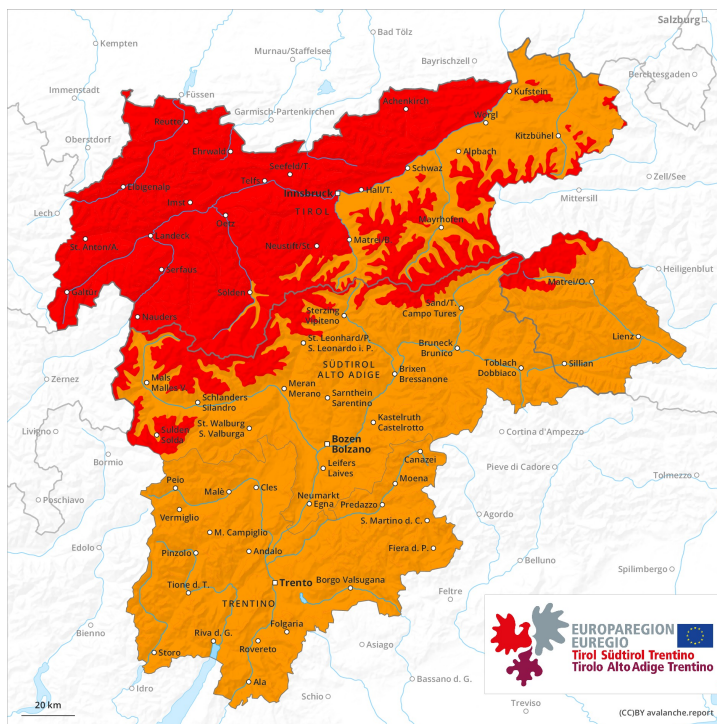 Salzburg
Kempten
Bad Tölz
Murnau/Staffelsee
Bayrischzell
Berchtesgaden
Immenstadt
Füssen
Achenkirch
Kufstein
Garmisch-Partenkirchen
Reutte
Wörgl
Kitzbühel
Oberstdorf
Ehrwald
Alpbach
Seefeld/T.
Schwaz
Zell/See
Telfs
Elbigenalp
Innsbruck
Hall/T.
Mittersill
Imst
TIROL
Lech
Oetz
Mayrhofen
St. Anton/A.
Landeck
Neustift/St.
Matrei/B.
Serfaus
Heiligenblut
Galtür
Sölden
Matrei/O.
Nauders
Sand/T.
Campo Tures
Sterzing
Vipiteno
St. Leonhard/P.
S. Leonardo i. P.
Lienz
Bruneck
Brunico
SÜDTIROL
ALTO ADIGE
Toblach
Dobbiaco
Sillian
Zernez
Mals
Malles V.
Meran
Merano
Brixen
Bressanone
Schlanders
Silandro
Sarnthein
Sarentino
Livigno
St. Walburg
S. Valburga
Kastelruth
Castelrotto
Sulden
Solda
Cortina d'Ampezzo
Bozen
Bolzano
Bormio
Canazei
Leifers
Laives
Pieve di Cadore
Tolmezzo
Peio
Malè
Cles
Moena
Poschiavo
Neumarkt
Egna
Predazzo
Vermiglio
Agordo
S. Martino d. C.
M. Campiglio
Edolo
Pinzolo
Andalo
Fiera d. P.
Belluno
Spilimbergo
Trento
Borgo Valsugana
Tione d. T.
Feltre
TRENTINO
Folgaria
Bienno
Riva d. G.
Rovereto
Asiago
Storo
Bassano d. G.
Ala
Idro
Schio
Treviso
EUROPAREGION
EUREGIO
Tirol Südtirol Trentino
Tirolo Alto Adige Trentino
20 km
(CC)BY avalanche.report